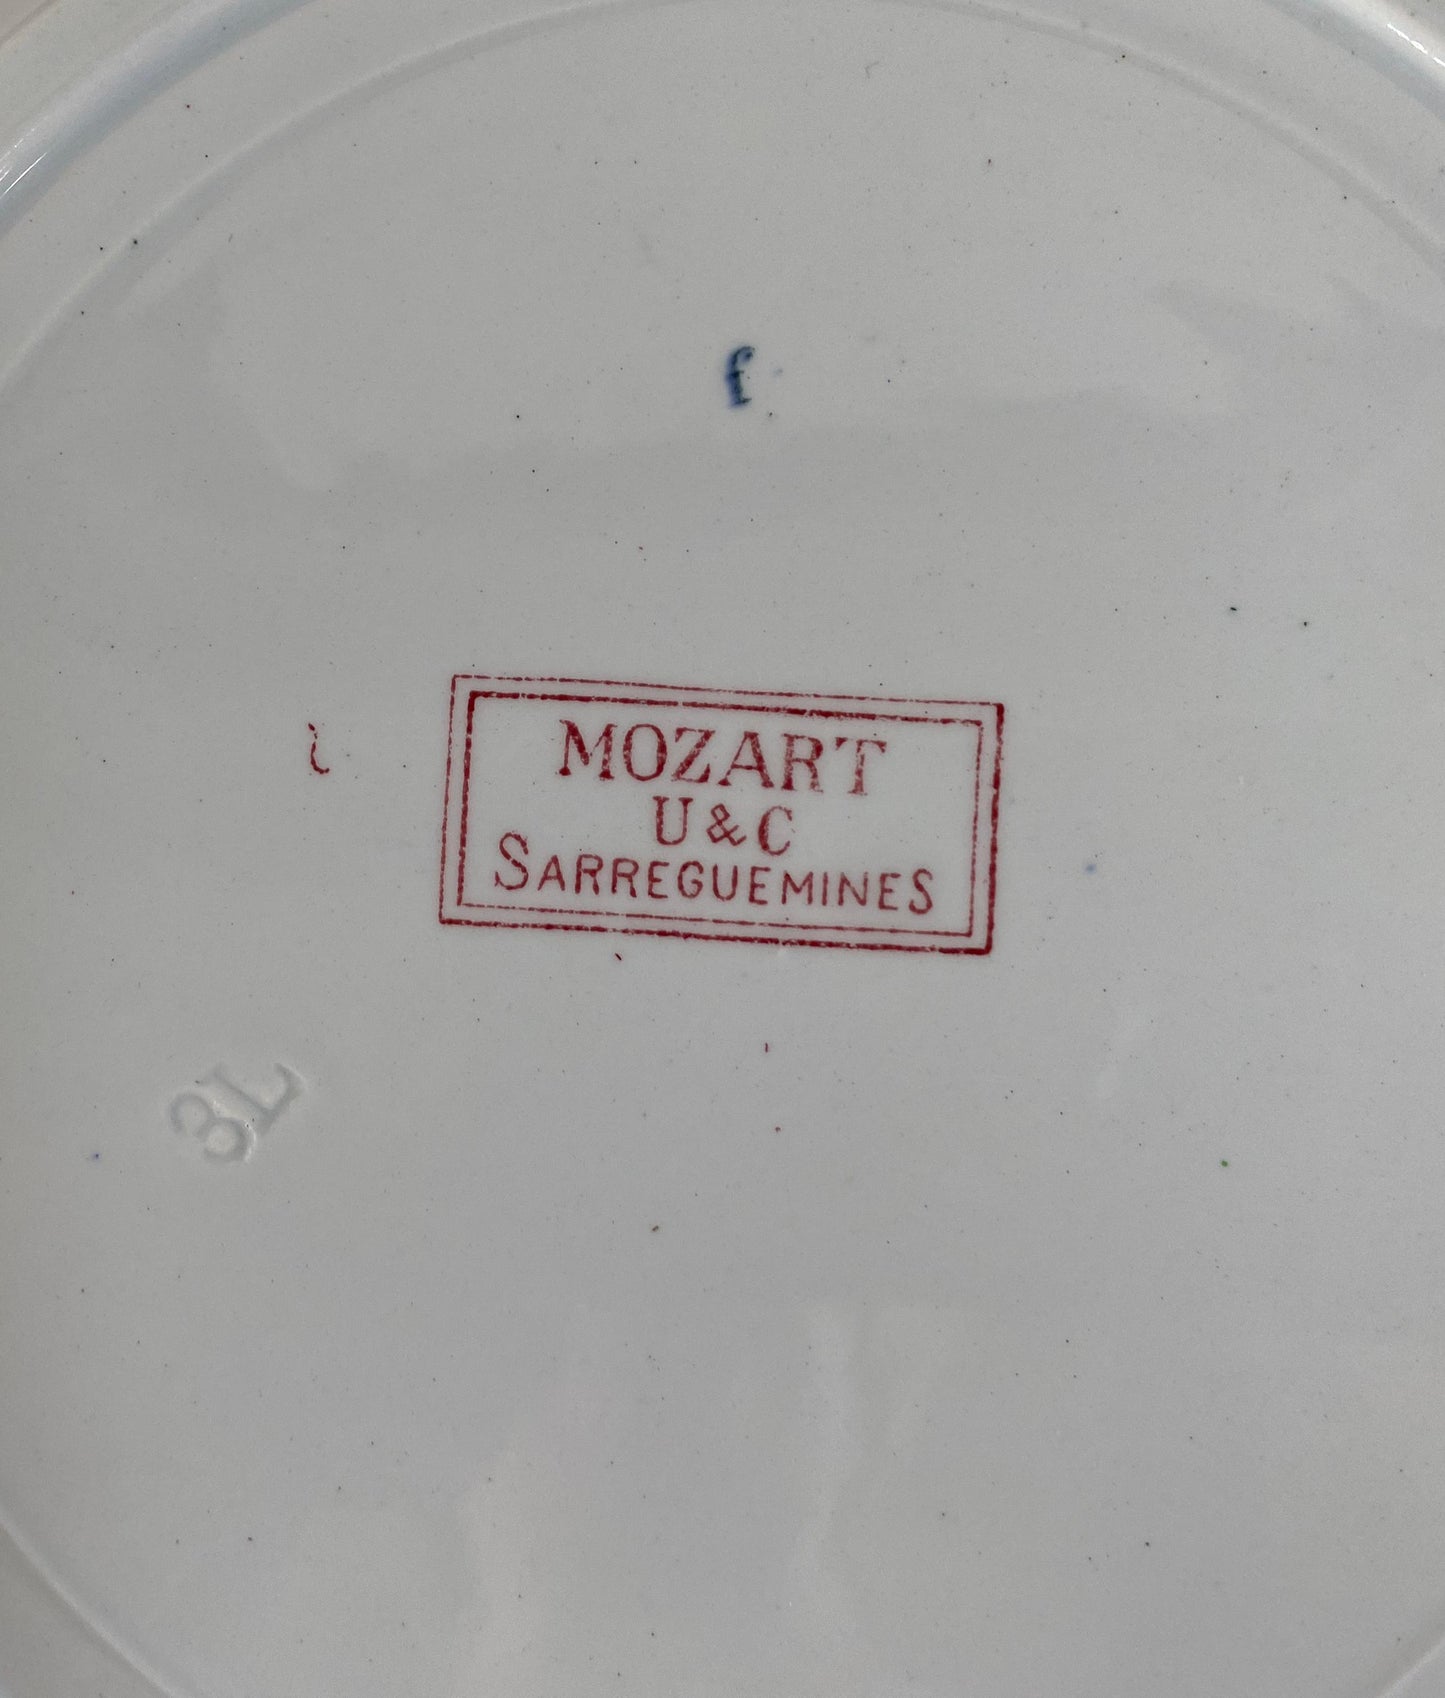 f
MOZART
U & C
SARREGUEMINES
3L